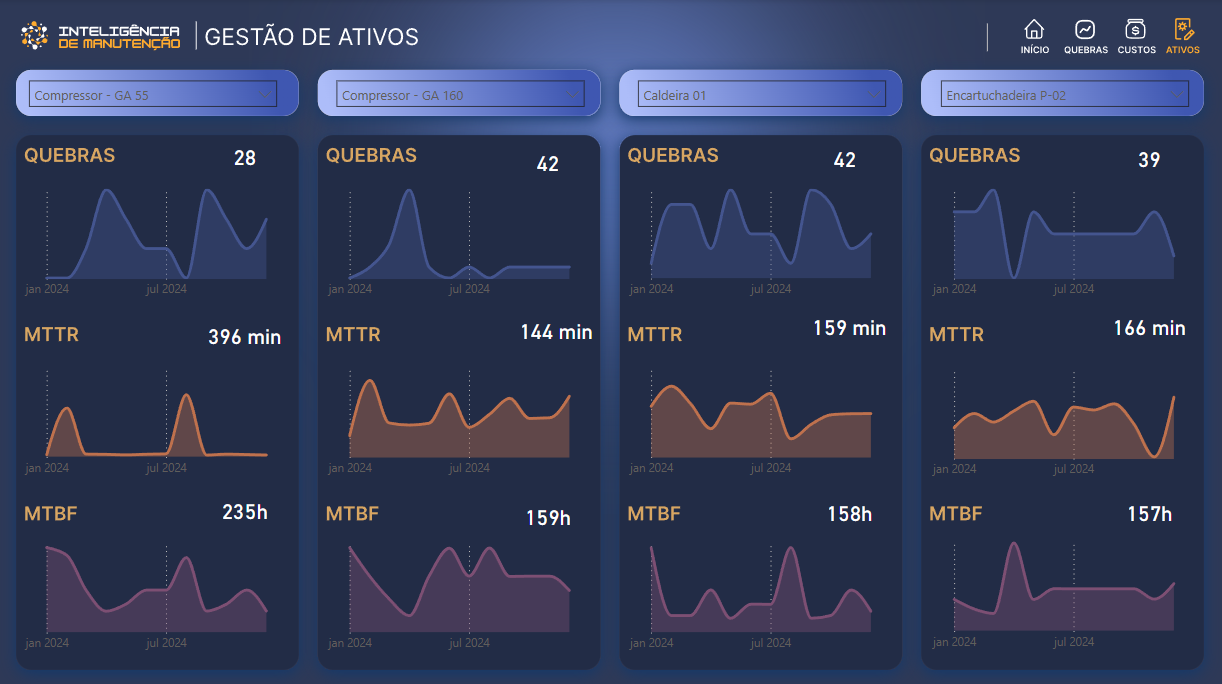 INTELIGÊNCIA
DE MANUTENÇÃO
GESTÃO DE ATIVOS
INÍCIO
QUEBRAS
CUSTOS
ATIVOS
Compressor - GA 55
Compressor - GA 160
Caldeira 01
Encartuchadeira P-02
QUEBRAS
28
jan 2024
jul 2024
MTTR
396 min
jan 2024
jul 2024
MTBF
235h
jan 2024
jul 2024
QUEBRAS
42
jan 2024
jul 2024
MTTR
144 min
jan 2024
jul 2024
MTBF
159h
jan 2024
jul 2024
QUEBRAS
42
jan 2024
jul 2024
MTTR
159 min
jan 2024
jul 2024
MTBF
158h
jan 2024
jul 2024
QUEBRAS
39
jan 2024
jul 2024
MTTR
166 min
jan 2024
jul 2024
MTBF
157h
jan 2024
jul 2024